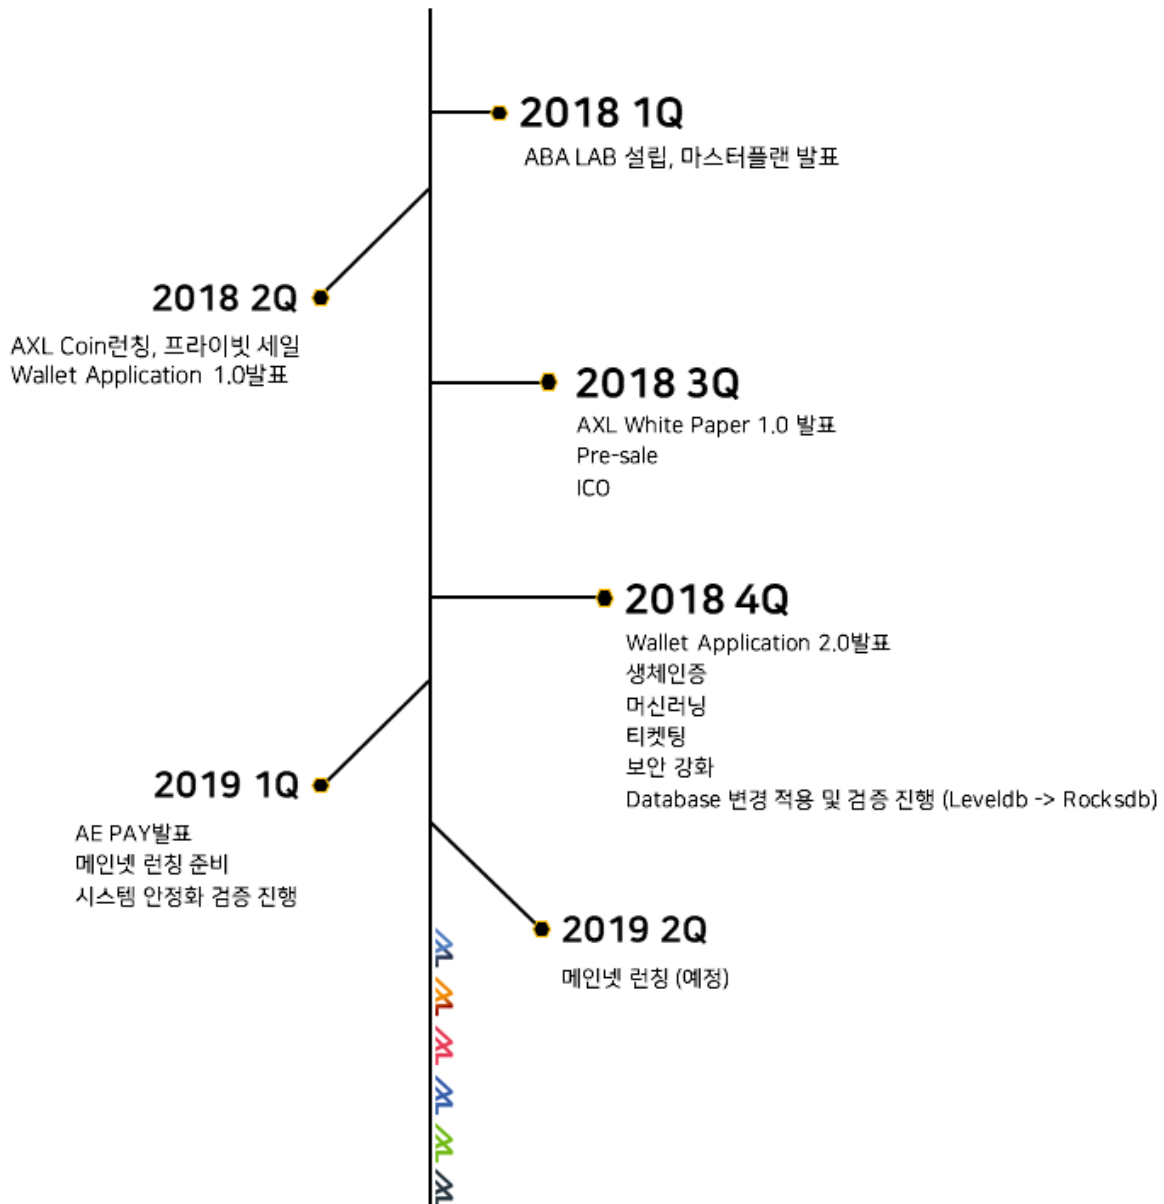 2018 1Q
ABA LAB 설립, 마스터플랜 발표
2018 2Q
AXL Coin런칭, 프라이빗 세일
Wallet Application 1.0발표
2018 3Q
AXL White Paper 1.0 발표
Pre-sale
ICO
2018 4Q
Wallet Application 2.0발표
생체인증
머신러닝
티켓팅
보안 강화
Database 변경 적용 및 검증 진행 (Leveldb -> Rocksdb)
2019 1Q
AE PAY발표
메인넷 런칭 준비
시스템 안정화 검증 진행
2019 2Q
메인넷 런칭 (예정)
AXL
AXL
AXL
AXL
AXL
AXL